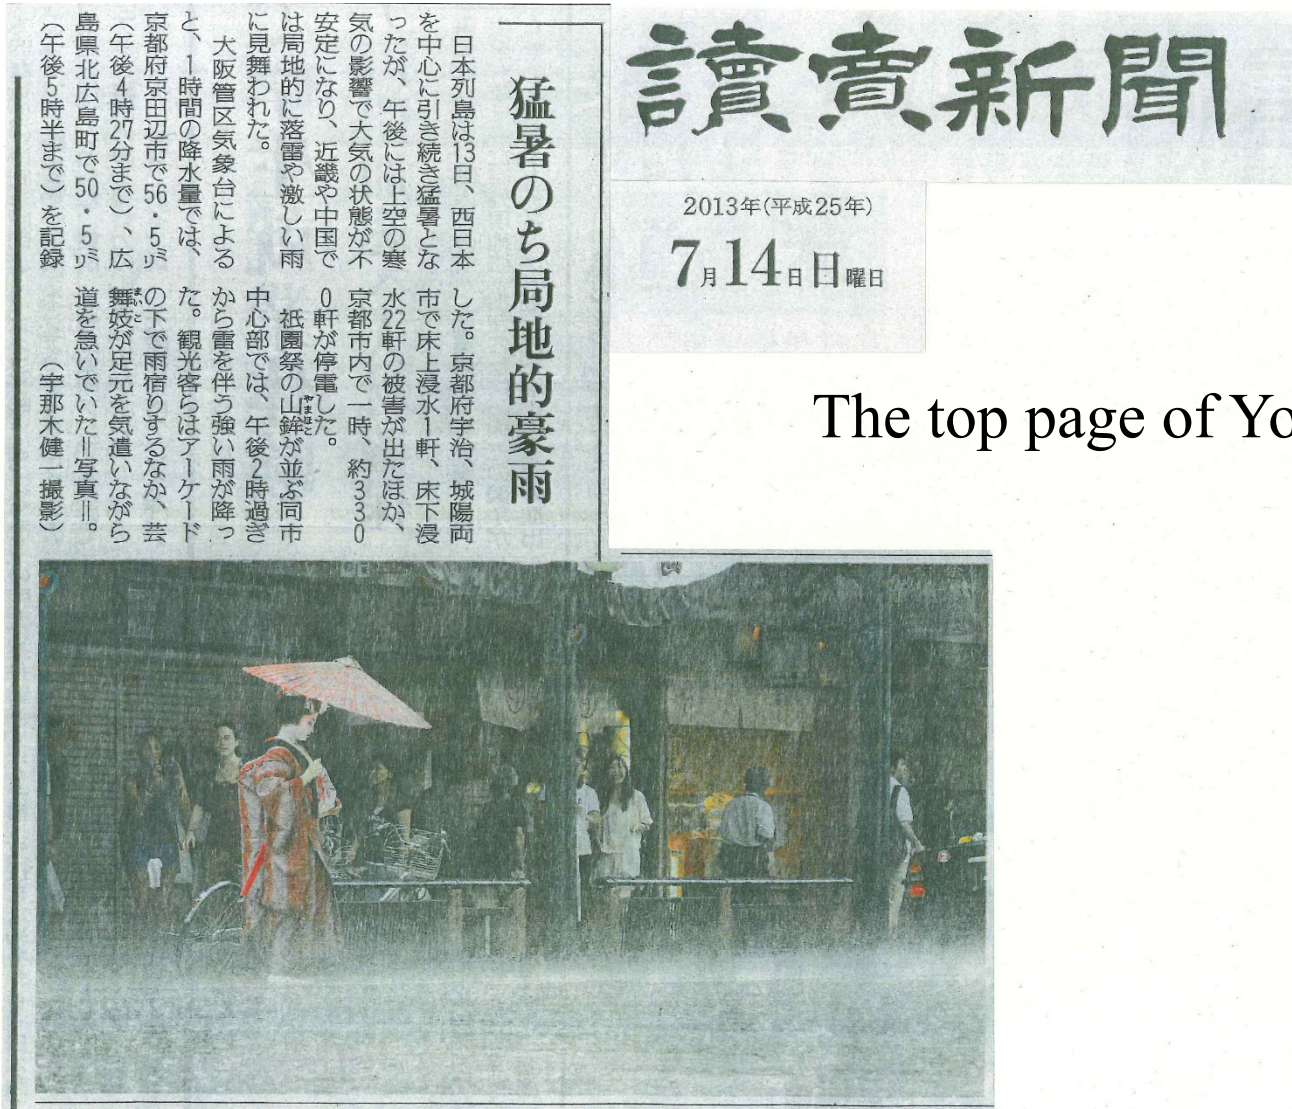 讀賣新聞
2013年(平成25年)
7月14日日曜日
The top page of Yo
猛暑のち局地的豪雨
日本列島は13日、西日本
を中心に引き続き猛暑とな
ったが、午後には上空の寒
気の影響で大気の状態が不
安定になり、近畿や中国で
は局地的に落雷や激しい雨
に見舞われた。
大阪管区気象台による
と、1時間の降水量では、
京都府京田辺市で56・5㍉
(午後4時27分まで)、広
島県北広島町で50・5㍉
(午後5時半まで)を記録
した。京都府宇治、城陽両
市で床上浸水1軒、床下浸
水22軒の被害が出たほか、
京都市内で一時、約330
0軒が停電した。
祇園祭の山鉾が並ぶ同市
やまほこ
中心部では、午後2時過ぎ
から雷を伴う強い雨が降っ
た。観光客らはアーケード
の下で雨宿りするなか、芸
舞妓が足元を気遣いながら
まいこ
道を急いでいた=写真=。
(宇那木健一撮影)